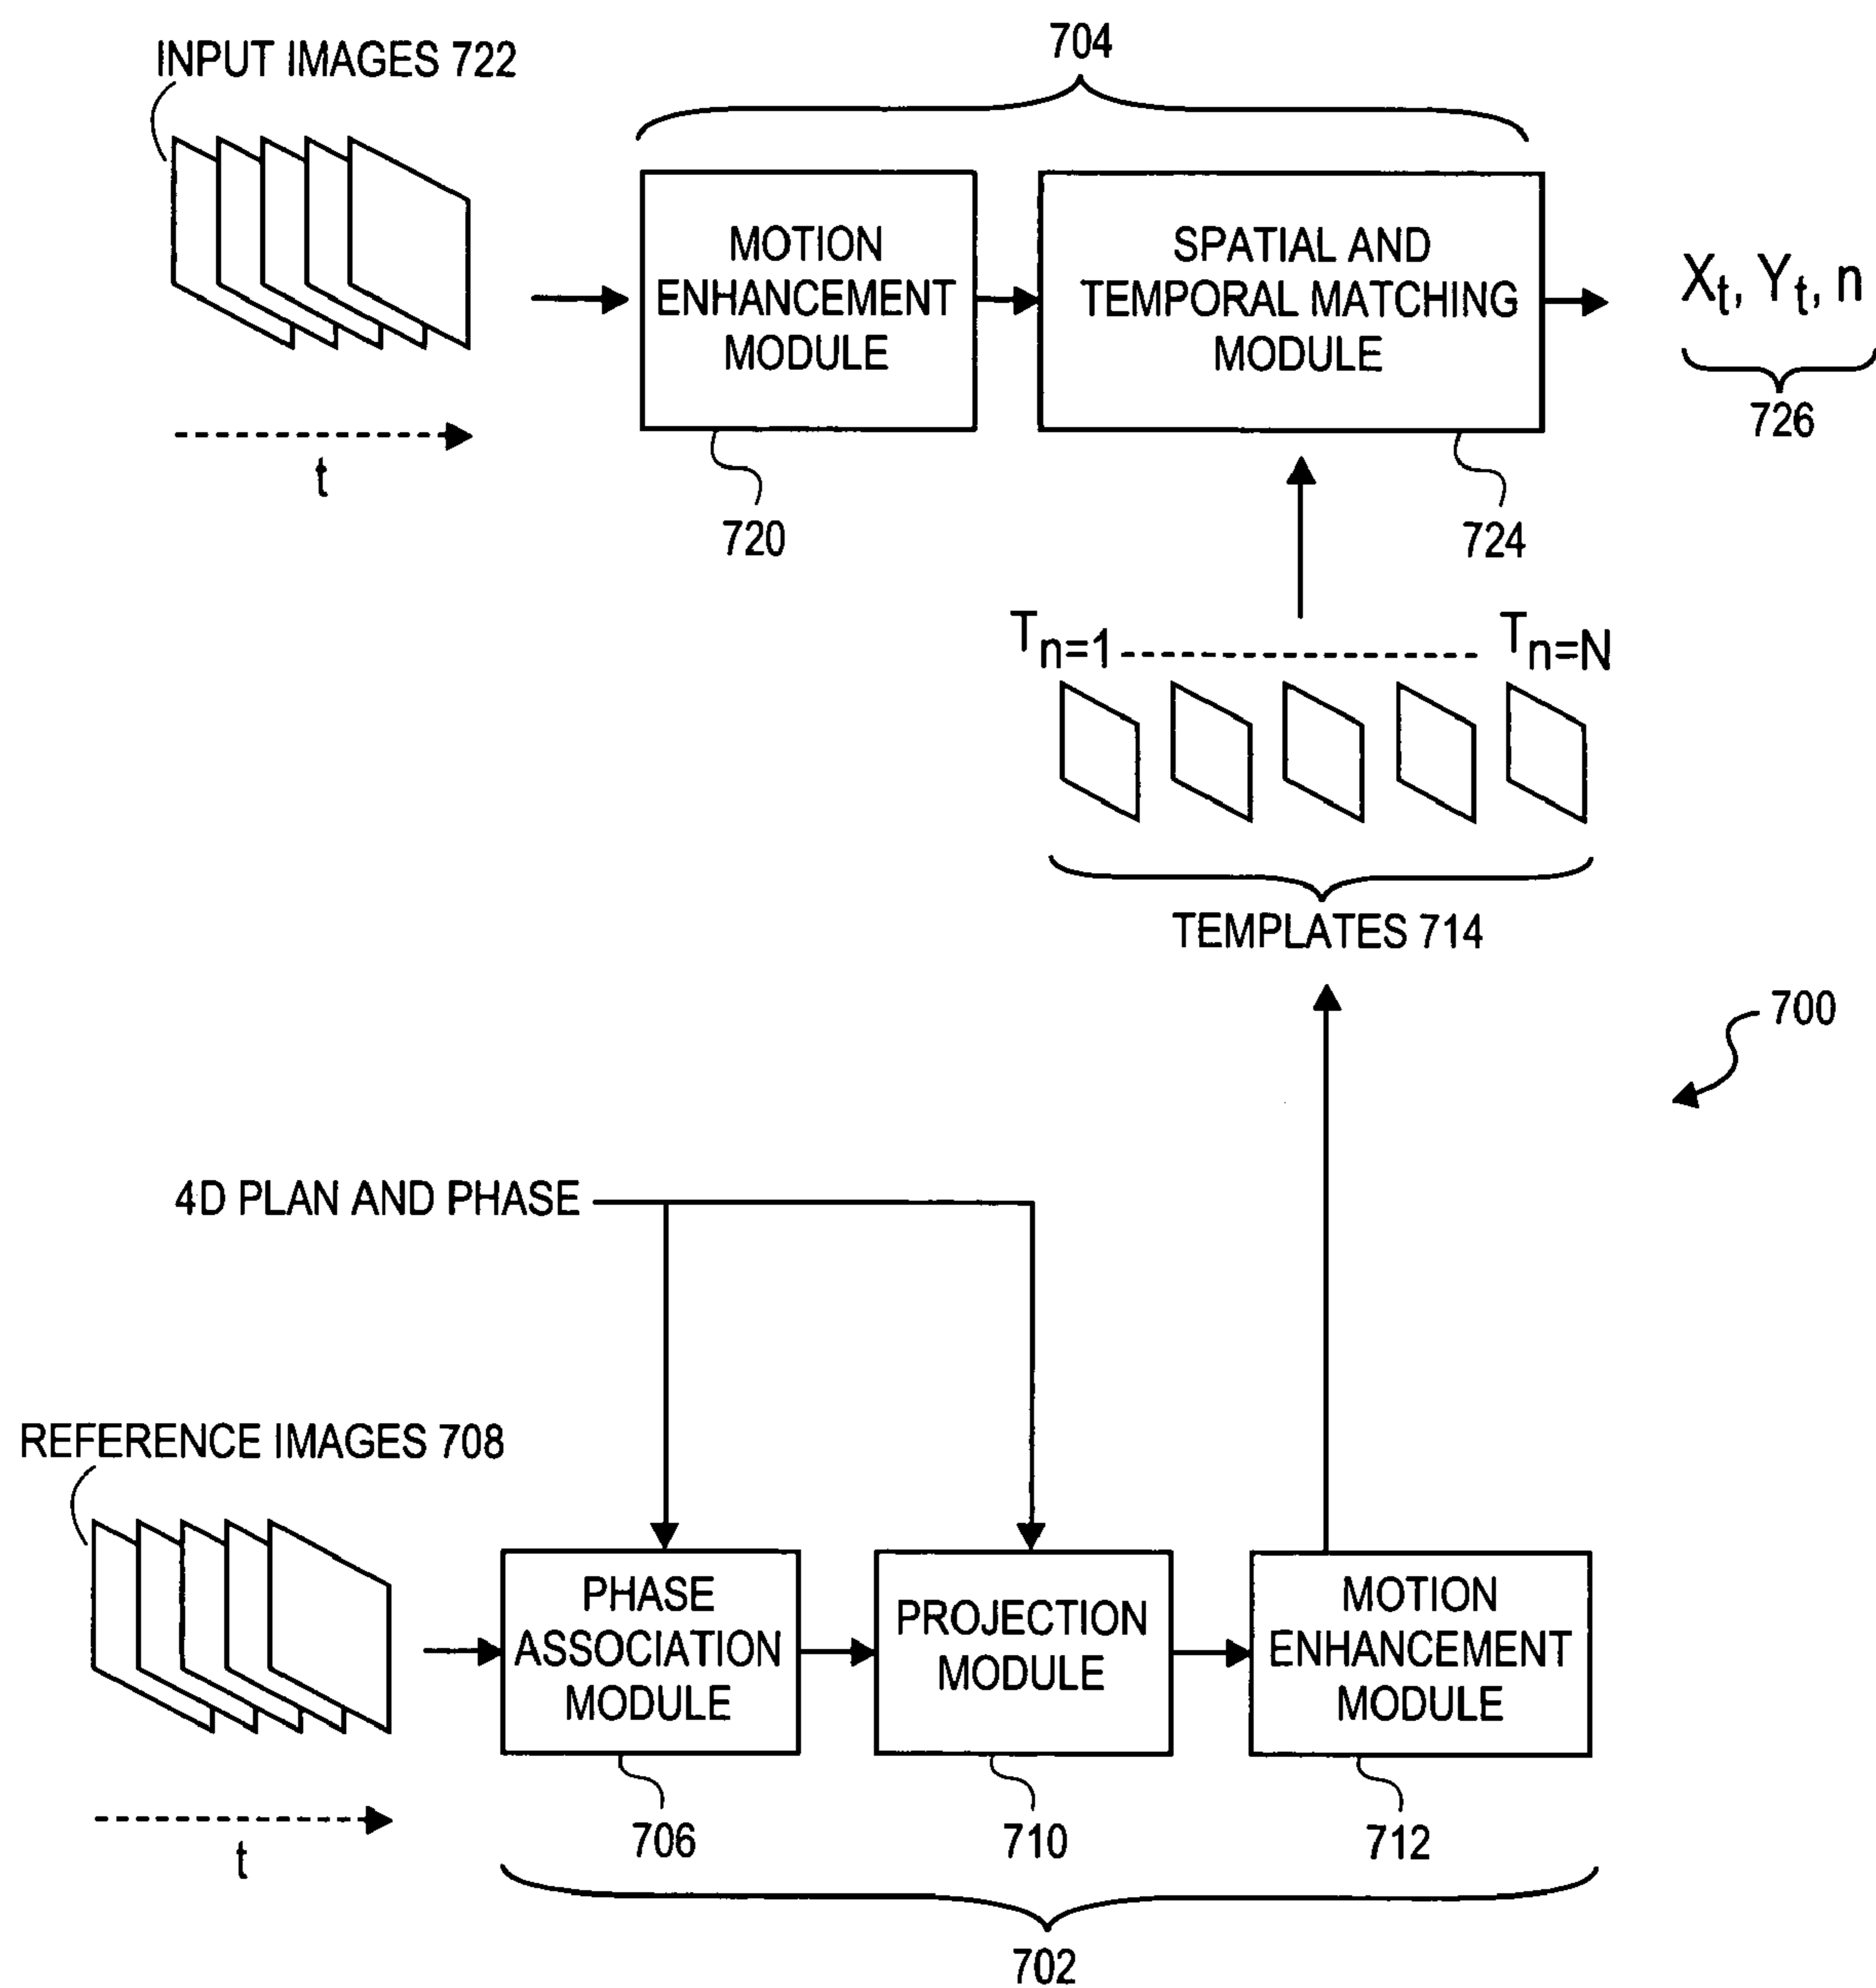 704
INPUT IMAGES 722
MOTION
ENHANCEMENT
MODULE
SPATIAL AND
TEMPORAL MATCHING
MODULE
Xt, Yt, n
726
t
720
724
Tn=1
Tn=N
TEMPLATES 714
700
4D PLAN AND PHASE
REFERENCE IMAGES 708
PHASE
ASSOCIATION
MODULE
PROJECTION
MODULE
MOTION
ENHANCEMENT
MODULE
t
706
710
712
702